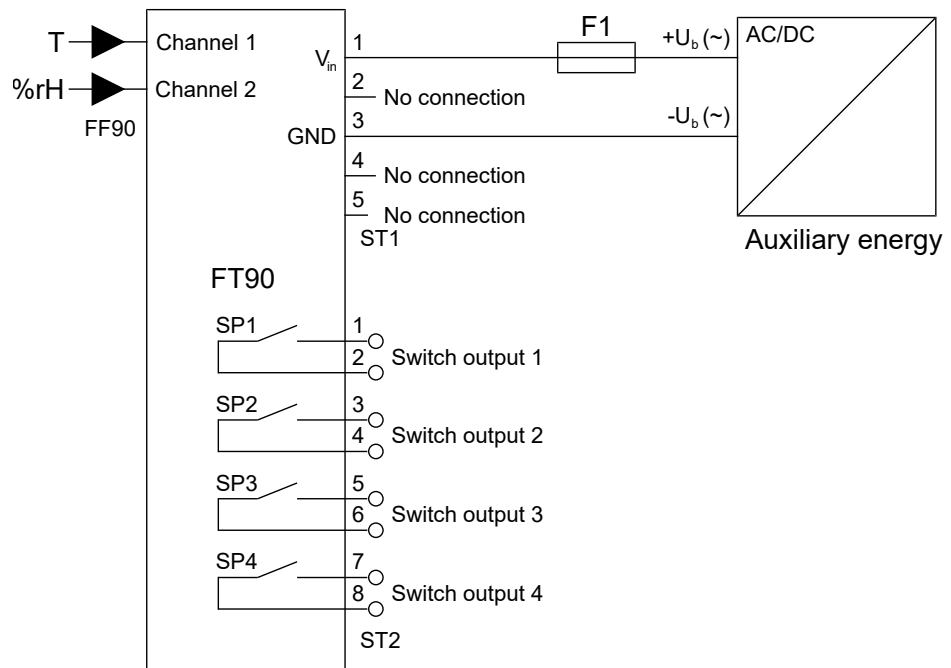 T
Channel 1
%rH
Channel 2
FF90
V_in
1
F1
+U_b (~)
AC/DC
2
No connection
3
GND
-U_b (~)
4
No connection
5
No connection
ST1
Auxiliary energy
FT90
SP1
1
2
Switch output 1
SP2
3
4
Switch output 2
SP3
5
6
Switch output 3
SP4
7
8
Switch output 4
ST2